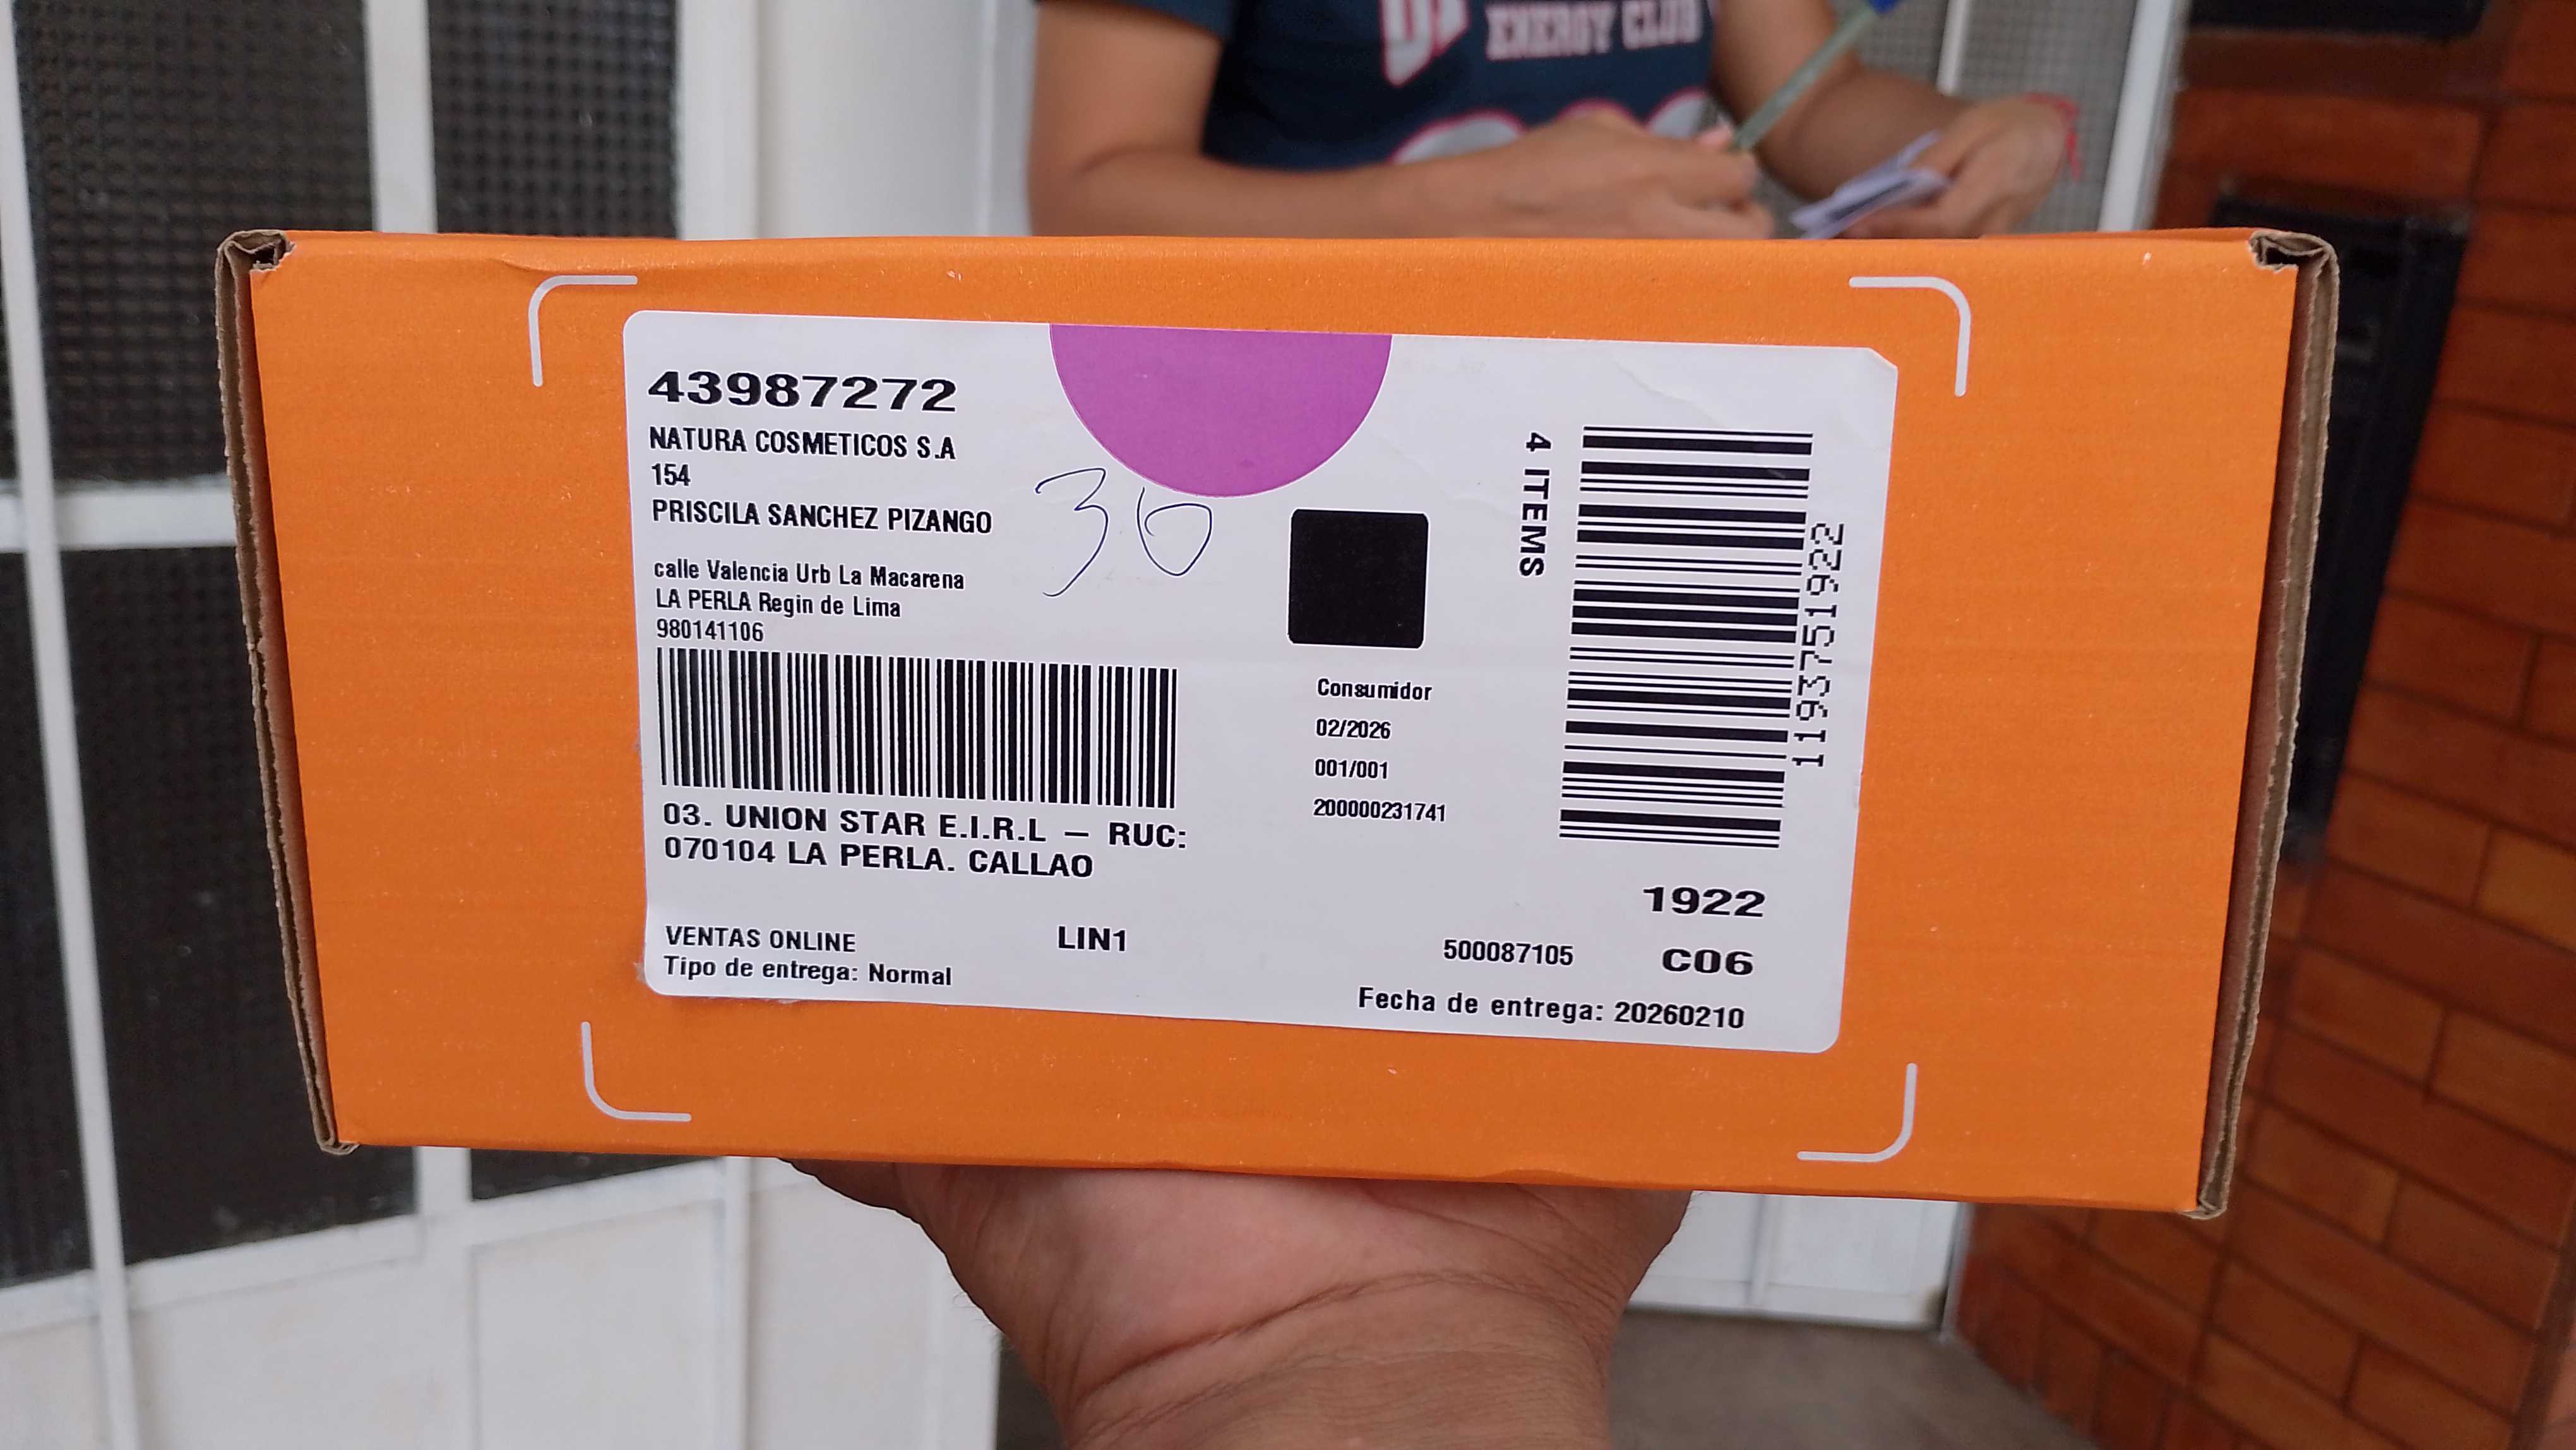 ENERGY CLUB
43987272
NATURA COSMETICOS S.A
154
PRISCILA SANCHEZ PIZANGO
36
calle Valencia Urb La Macarena
LA PERLA Regin de Lima
980141106
03. UNION STAR E.I.R.L — RUC:
070104 LA PERLA. CALLAO
VENTAS ONLINE
Tipo de entrega: Normal
LIN1
Consumidor
02/2026
001/001
200000231741
4 ITEMS
1193751922
1922
500087105
C06
Fecha de entrega: 20260210